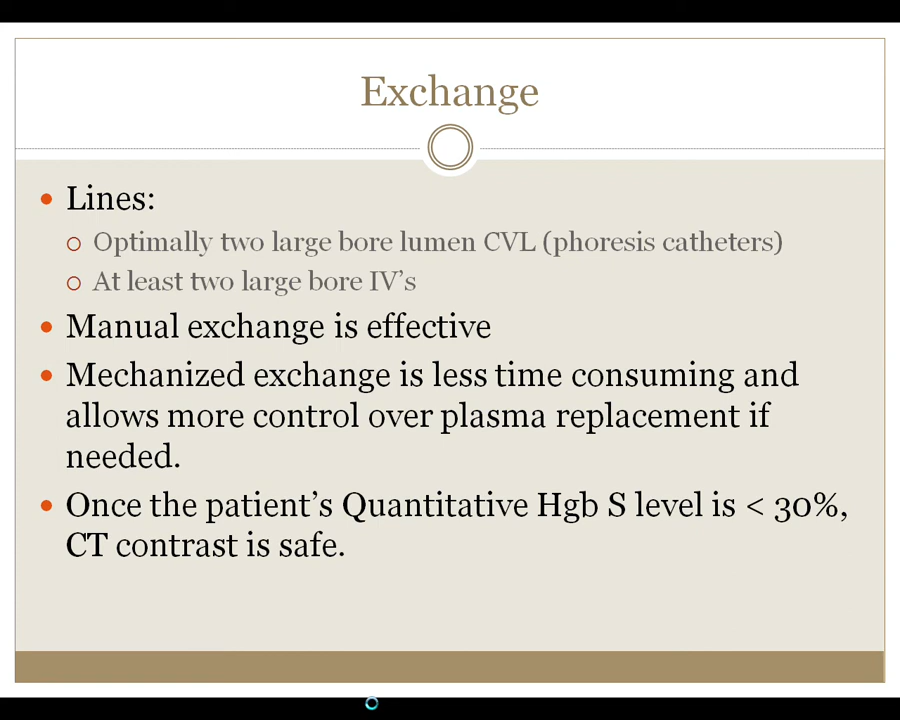 Exchange
Lines:
Optimally two large bore lumen CVL (phoresis catheters)
At least two large bore IV’s
Manual exchange is effective
Mechanized exchange is less time consuming and
allows more control over plasma replacement if
needed.
Once the patient’s Quantitative Hgb S level is < 30%,
CT contrast is safe.